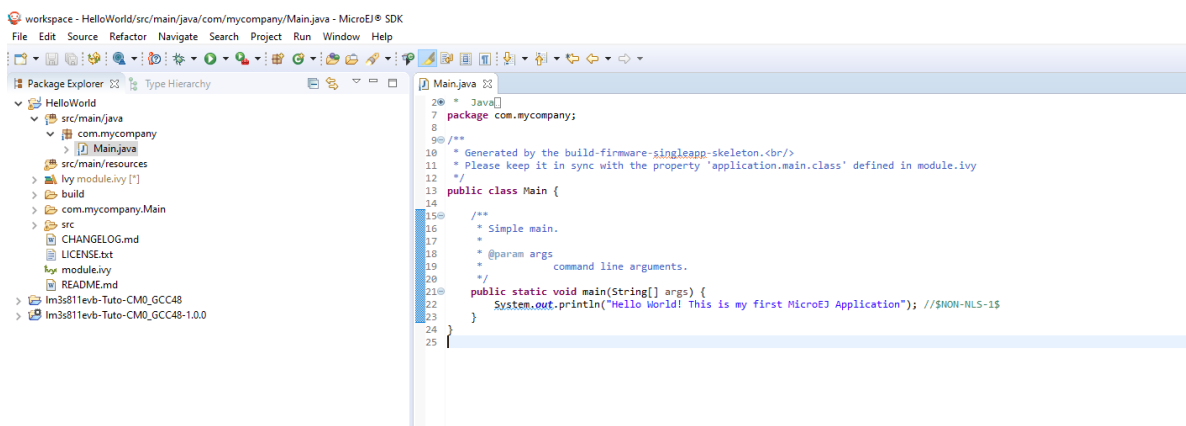 workspace - HelloWorld/src/main/java/com/mycompany/Main.java - MicroEJ® SDK
File Edit Source Refactor Navigate Search Project Run Window Help
Package Explorer Type Hierarchy
HelloWorld
src/main/java
com.mycompany
Main.java
src/main/resources
Ivy module.ivy [*]
build
com.mycompany.Main
src
CHANGELOG.md
LICENSE.txt
module.ivy
README.md
lm3s811evb-Tuto-CM0_GCC48
lm3s811evb-Tuto-CM0_GCC48-1.0.0
Main.java
2 * Java
7 package com.mycompany;
8
9 /**
10 * Generated by the build-firmware-singleapp-skeleton.<br/>
11 * Please keep it in sync with the property 'application.main.class' defined in module.ivy
12 */
13 public class Main {
14
15 /**
16 * Simple main.
17 *
18 * @param args
19 * command line arguments.
20 */
21 public static void main(String[] args) {
22 System.out.println("Hello World! This is my first MicroEJ Application"); //$NON-NLS-1$
23 }
24 }
25